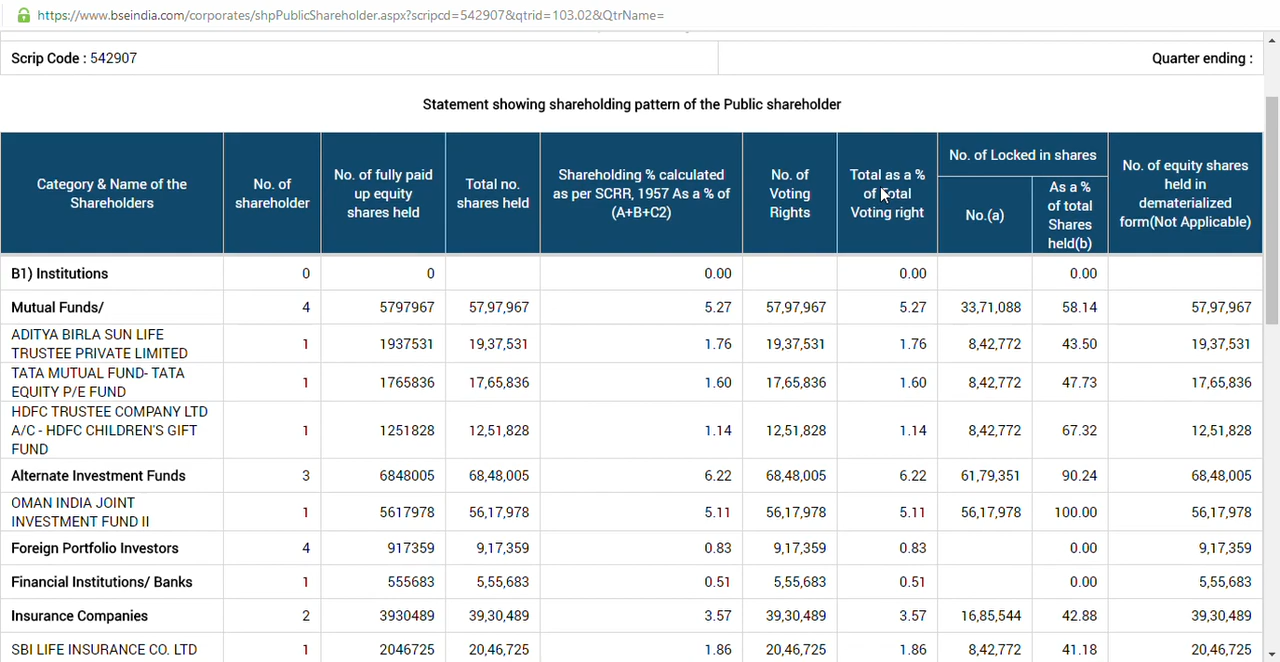 https://www.bseindia.com/corporates/shpPublicShareholder.aspx?scripcd=542907&qtrid=103.02&QtrName=
Scrip Code : 542907 Quarter ending :
Statement showing shareholding pattern of the Public shareholder
Category & Name of the
Shareholders
No. of
shareholder
No. of fully paid
up equity
shares held
Total no.
shares held
Shareholding % calculated
as per SCRR, 1957 As a % of
(A+B+C2)
No. of
Voting
Rights
Total as a %
of Total
Voting right
No. of Locked in shares
No.(a)
As a %
of total
Shares
held(b)
No. of equity shares
held in
dematerialized
form(Not Applicable)
B1) Institutions 0 0 0.00 0.00 0.00
Mutual Funds/ 4 5797967 57,97,967 5.27 57,97,967 5.27 33,71,088 58.14 57,97,967
ADITYA BIRLA SUN LIFE
TRUSTEE PRIVATE LIMITED 1 1937531 19,37,531 1.76 19,37,531 1.76 8,42,772 43.50 19,37,531
TATA MUTUAL FUND- TATA
EQUITY P/E FUND 1 1765836 17,65,836 1.60 17,65,836 1.60 8,42,772 47.73 17,65,836
HDFC TRUSTEE COMPANY LTD
A/C - HDFC CHILDREN'S GIFT 1 1251828 12,51,828 1.14 12,51,828 1.14 8,42,772 67.32 12,51,828
FUND
Alternate Investment Funds 3 6848005 68,48,005 6.22 68,48,005 6.22 61,79,351 90.24 68,48,005
OMAN INDIA JOINT
INVESTMENT FUND II 1 5617978 56,17,978 5.11 56,17,978 5.11 56,17,978 100.00 56,17,978
Foreign Portfolio Investors 4 917359 9,17,359 0.83 9,17,359 0.83 0.00 9,17,359
Financial Institutions/ Banks 1 555683 5,55,683 0.51 5,55,683 0.51 0.00 5,55,683
Insurance Companies 2 3930489 39,30,489 3.57 39,30,489 3.57 16,85,544 42.88 39,30,489
SBI LIFE INSURANCE CO. LTD 1 2046725 20,46,725 1.86 20,46,725 1.86 8,42,772 41.18 20,46,725